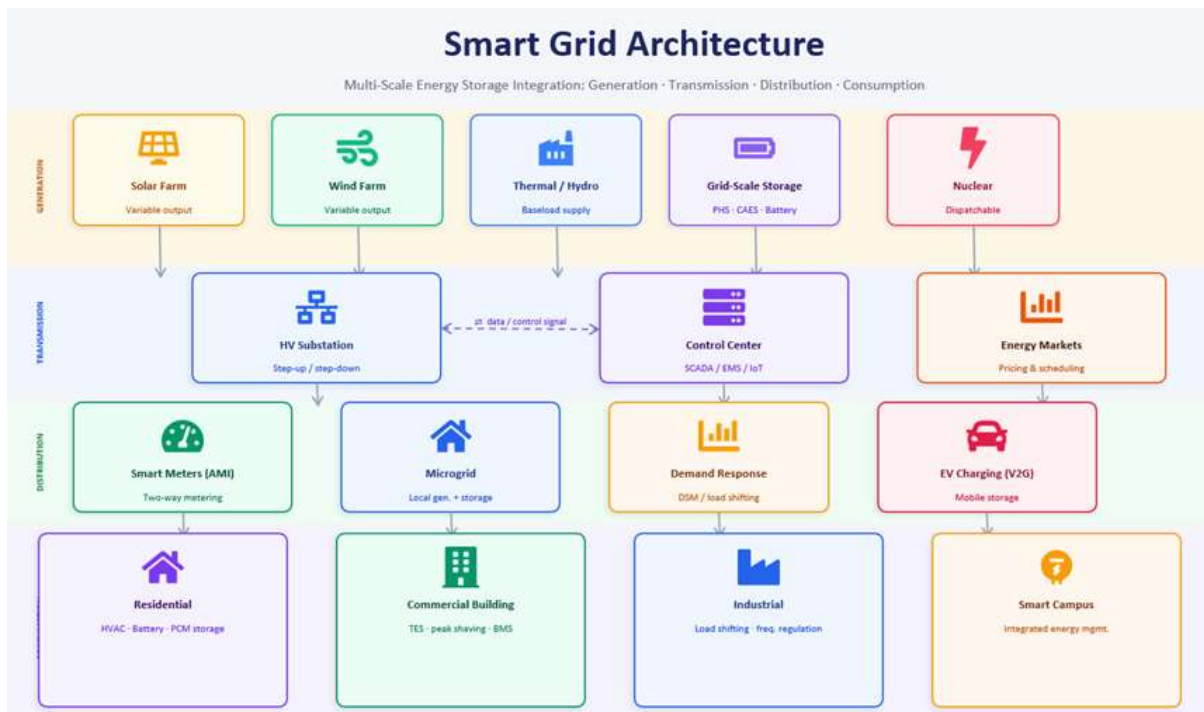 Smart Grid Architecture
Multi-Scale Energy Storage Integration: Generation · Transmission · Distribution · Consumption
GENERATION
Solar Farm
Variable output
Wind Farm
Variable output
Thermal / Hydro
Baseload supply
Grid-Scale Storage
PHS · CAES · Battery
Nuclear
Dispatchable
TRANSMISSION
HV Substation
Step-up / step-down
⇄ data / control signal
Control Center
SCADA / EMS / IoT
Energy Markets
Pricing & scheduling
DISTRIBUTION
Smart Meters (AMI)
Two-way metering
Microgrid
Local gen. + storage
Demand Response
DSM / load shifting
EV Charging (V2G)
Mobile storage
Residential
HVAC · Battery · PCM storage
Commercial Building
TES · peak shaving · BMS
Industrial
Load shifting · freq. regulation
Smart Campus
Integrated energy mgmt.